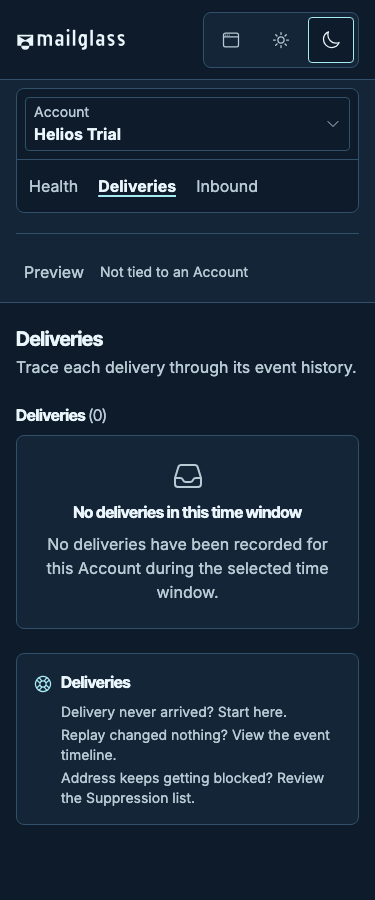 mailglass
Account
Helios Trial
Health Deliveries Inbound
Preview Not tied to an Account
Deliveries
Trace each delivery through its event history.
Deliveries (0)
No deliveries in this time window
No deliveries have been recorded for
this Account during the selected time
window.
Deliveries
Delivery never arrived? Start here.
Replay changed nothing? View the event
timeline.
Address keeps getting blocked? Review
the Suppression list.